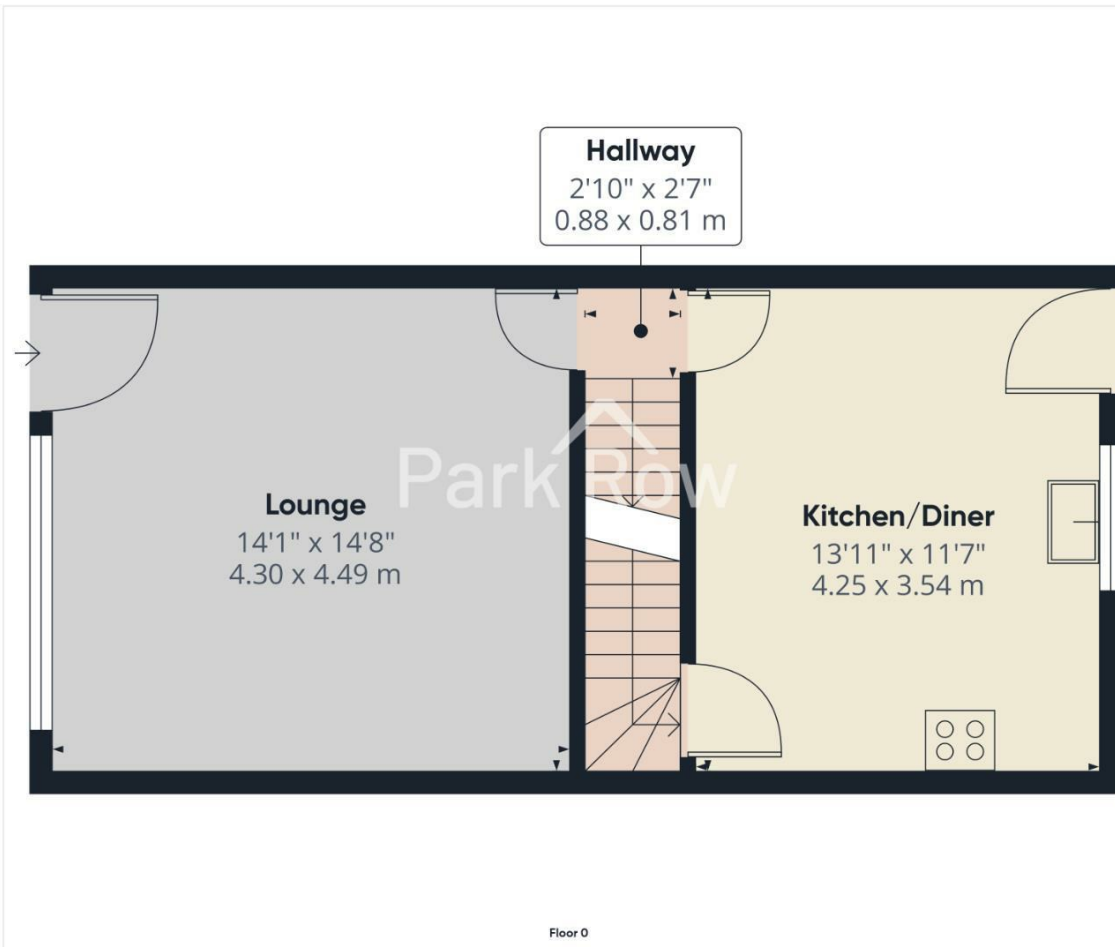 Hallway
2'10" x 2'7"
0.88 x 0.81 m
Park Row
Lounge
14'1" x 14'8"
4.30 x 4.49 m
Kitchen/Diner
13'11" x 11'7"
4.25 x 3.54 m
Floor 0